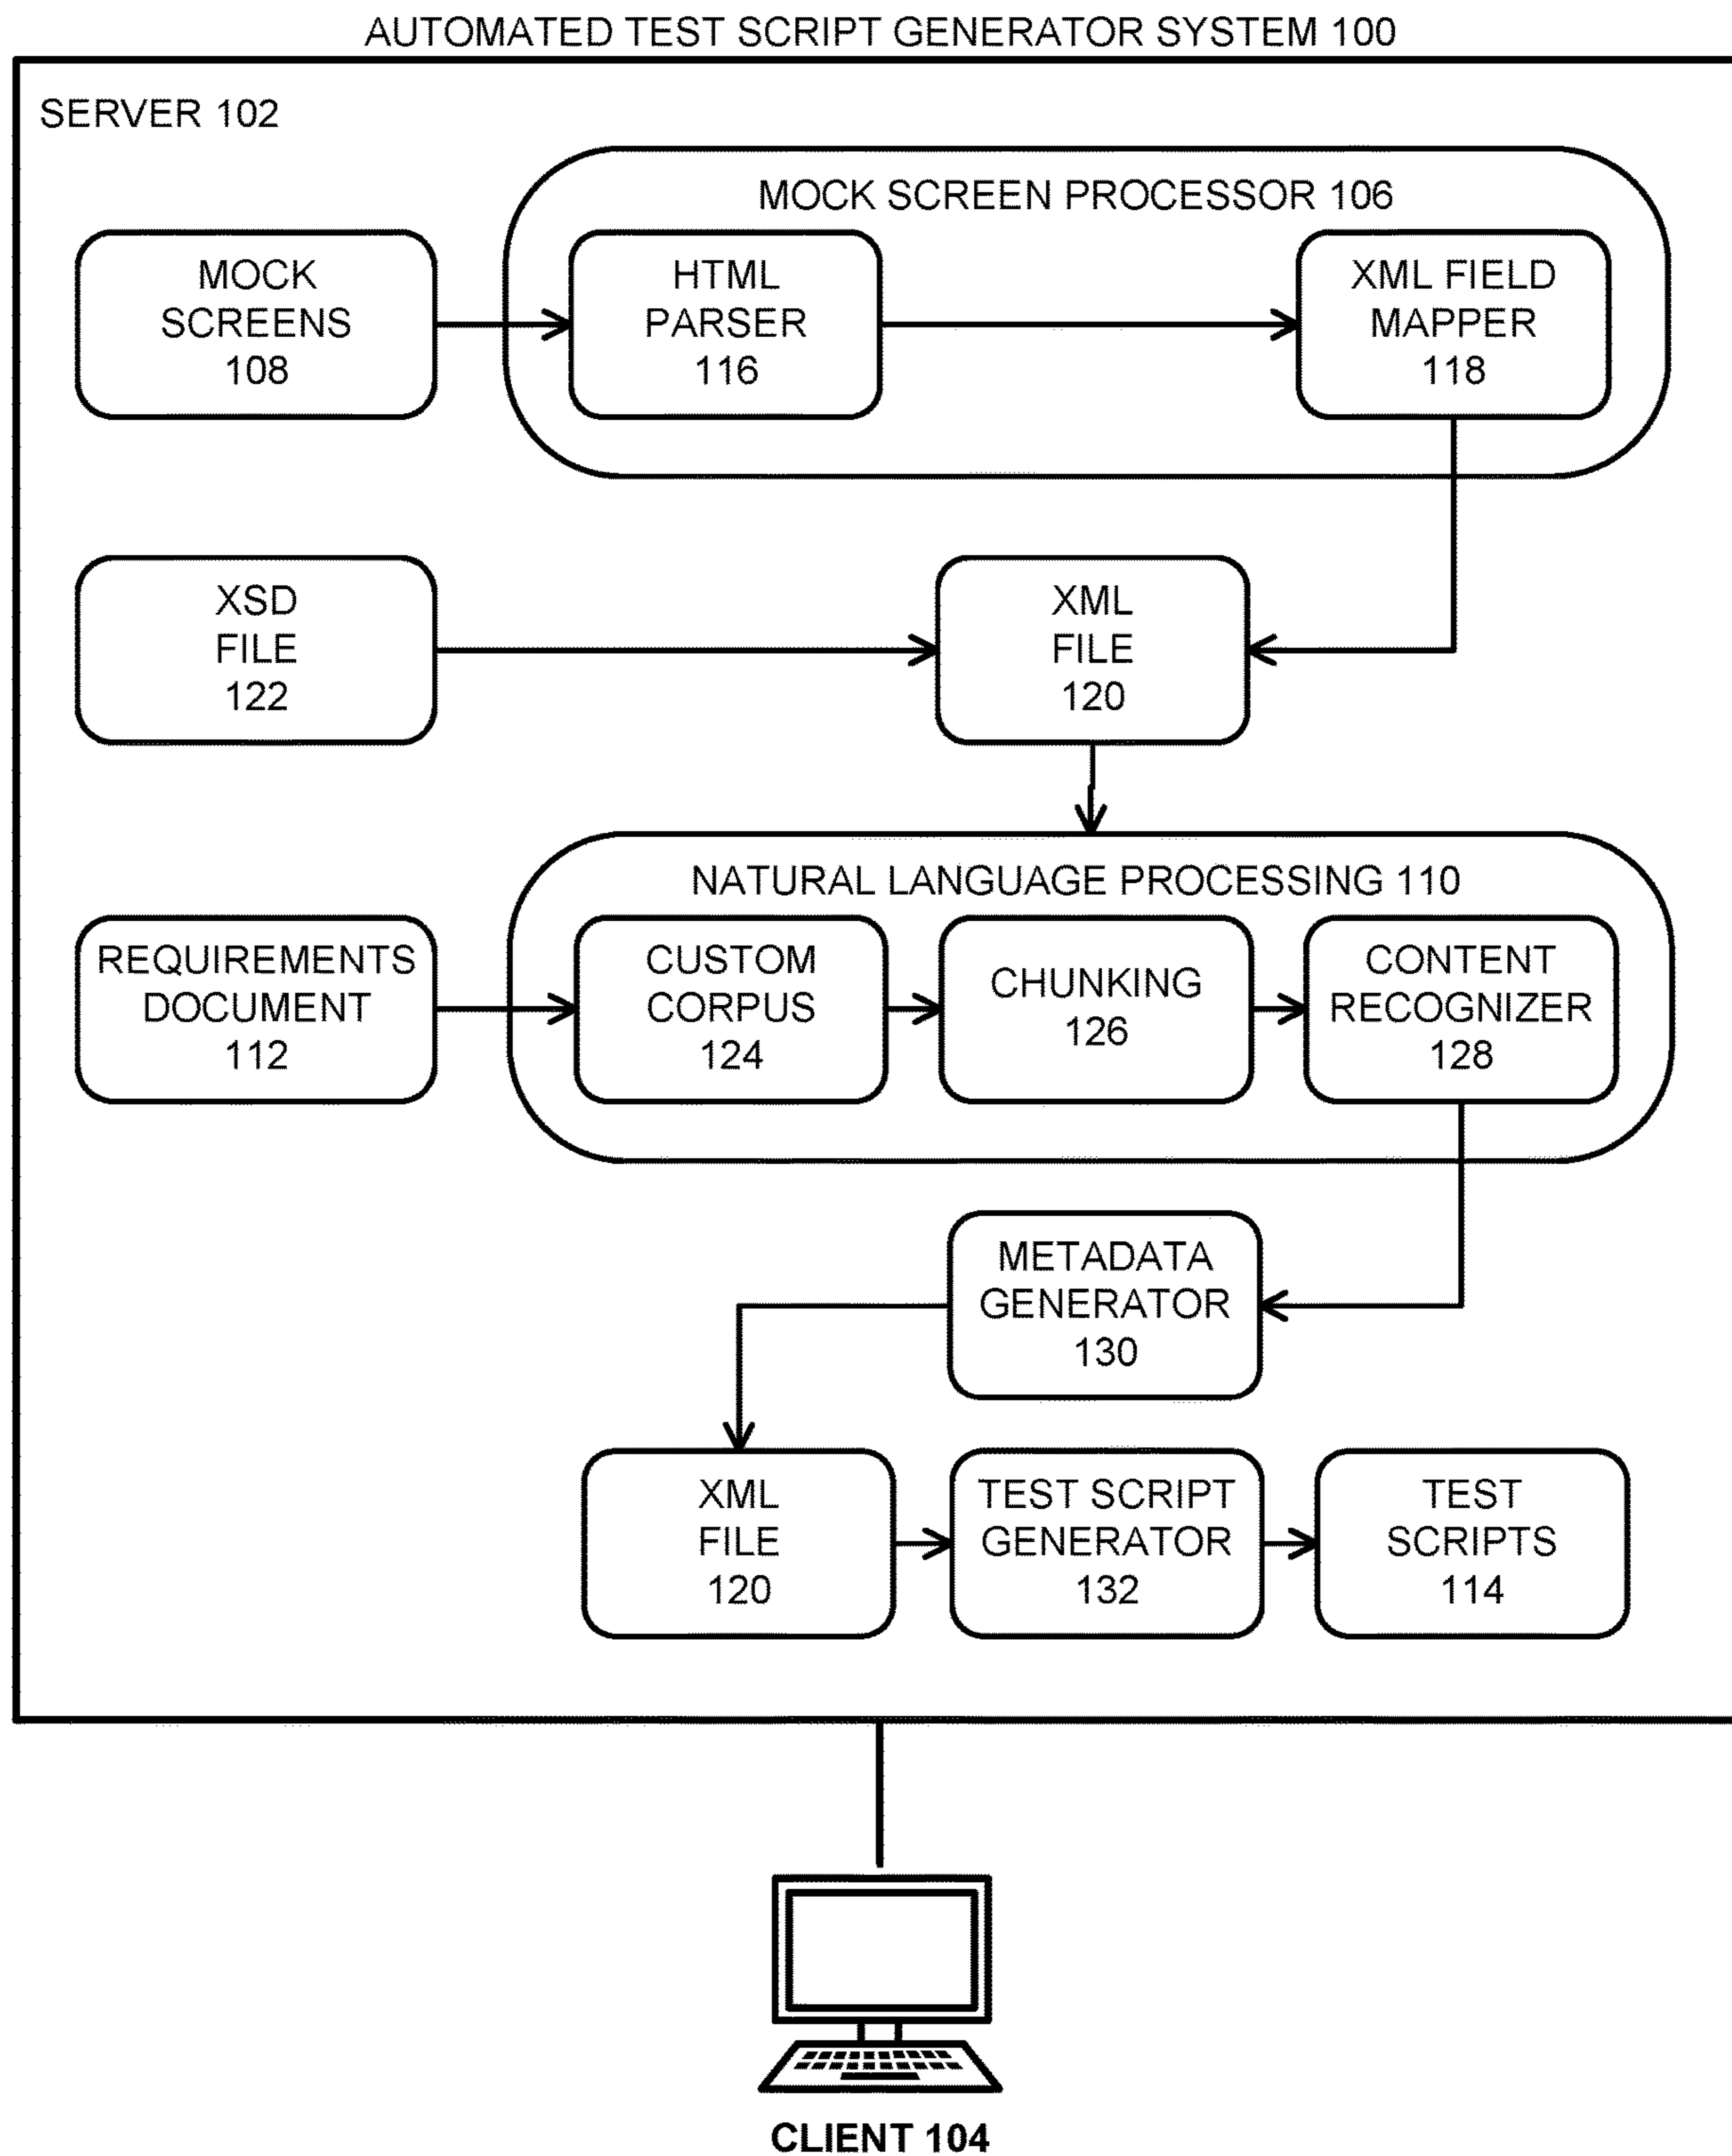 AUTOMATED TEST SCRIPT GENERATOR SYSTEM 100
SERVER 102
MOCK SCREEN PROCESSOR 106
MOCK
SCREENS
108
HTML
PARSER
116
XML FIELD
MAPPER
118
XSD
FILE
122
XML
FILE
120
NATURAL LANGUAGE PROCESSING 110
REQUIREMENTS
DOCUMENT
112
CUSTOM
CORPUS
124
CHUNKING
126
CONTENT
RECOGNIZER
128
METADATA
GENERATOR
130
XML
FILE
120
TEST SCRIPT
GENERATOR
132
TEST
SCRIPTS
114
CLIENT 104